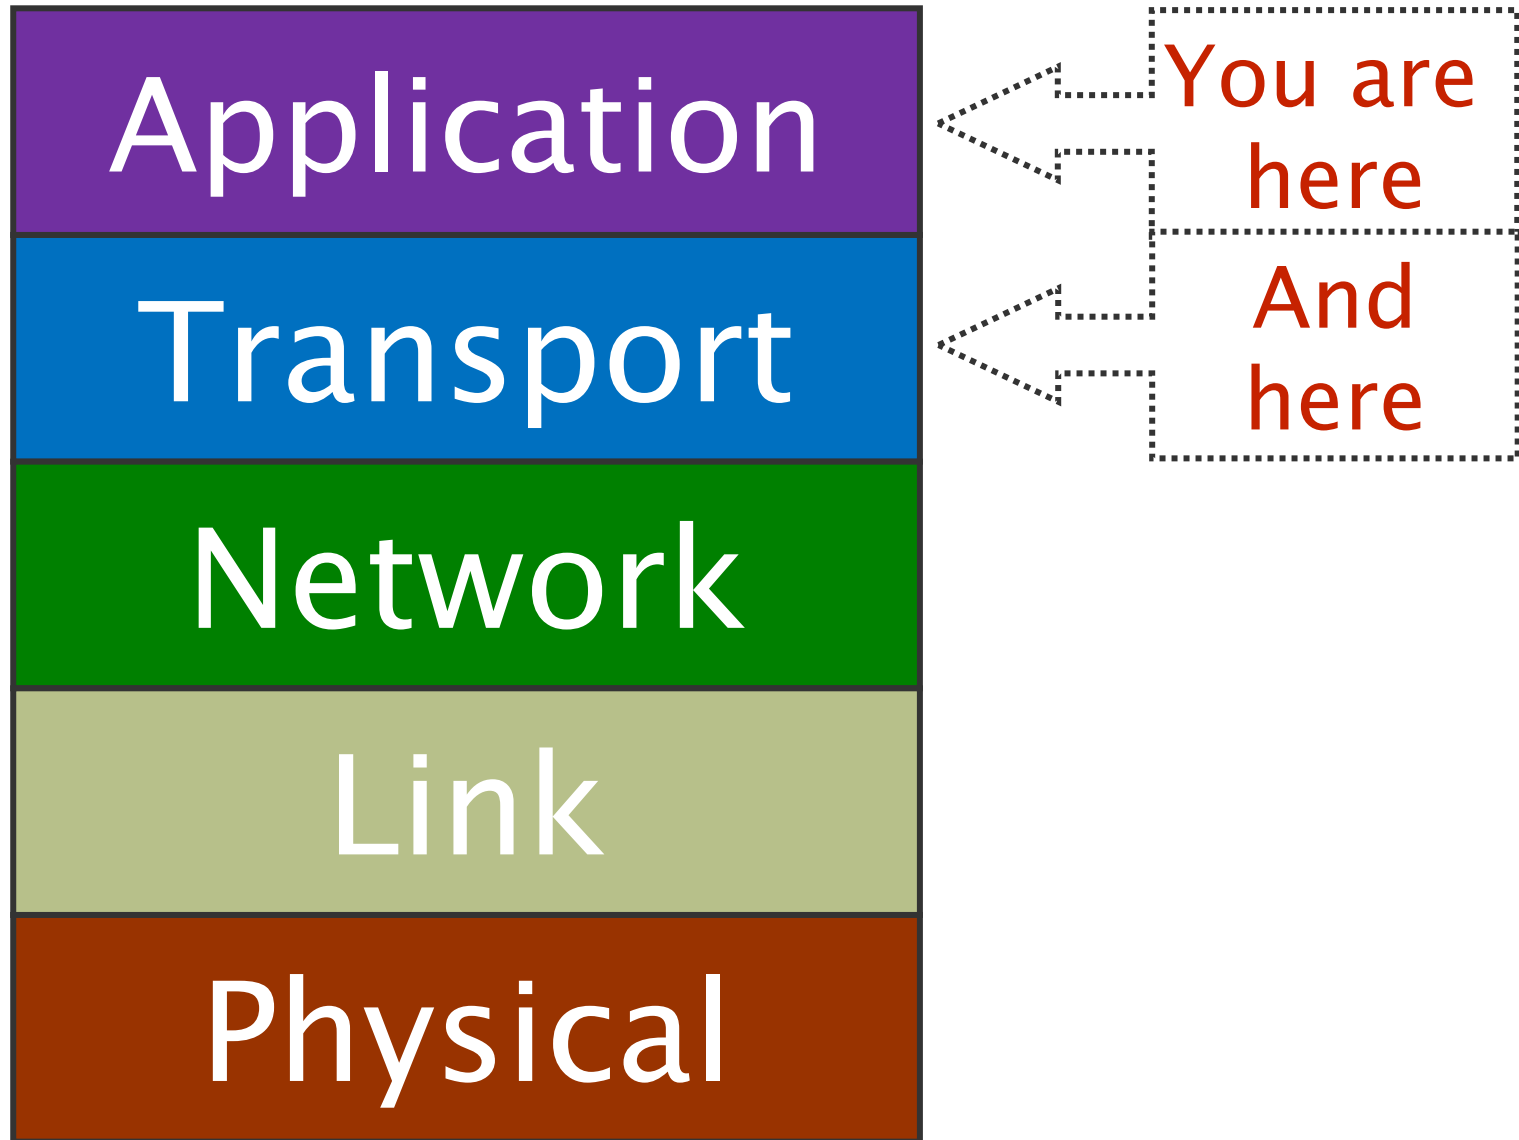 Application
You are
here
Transport
And
here
Network
Link
Physical